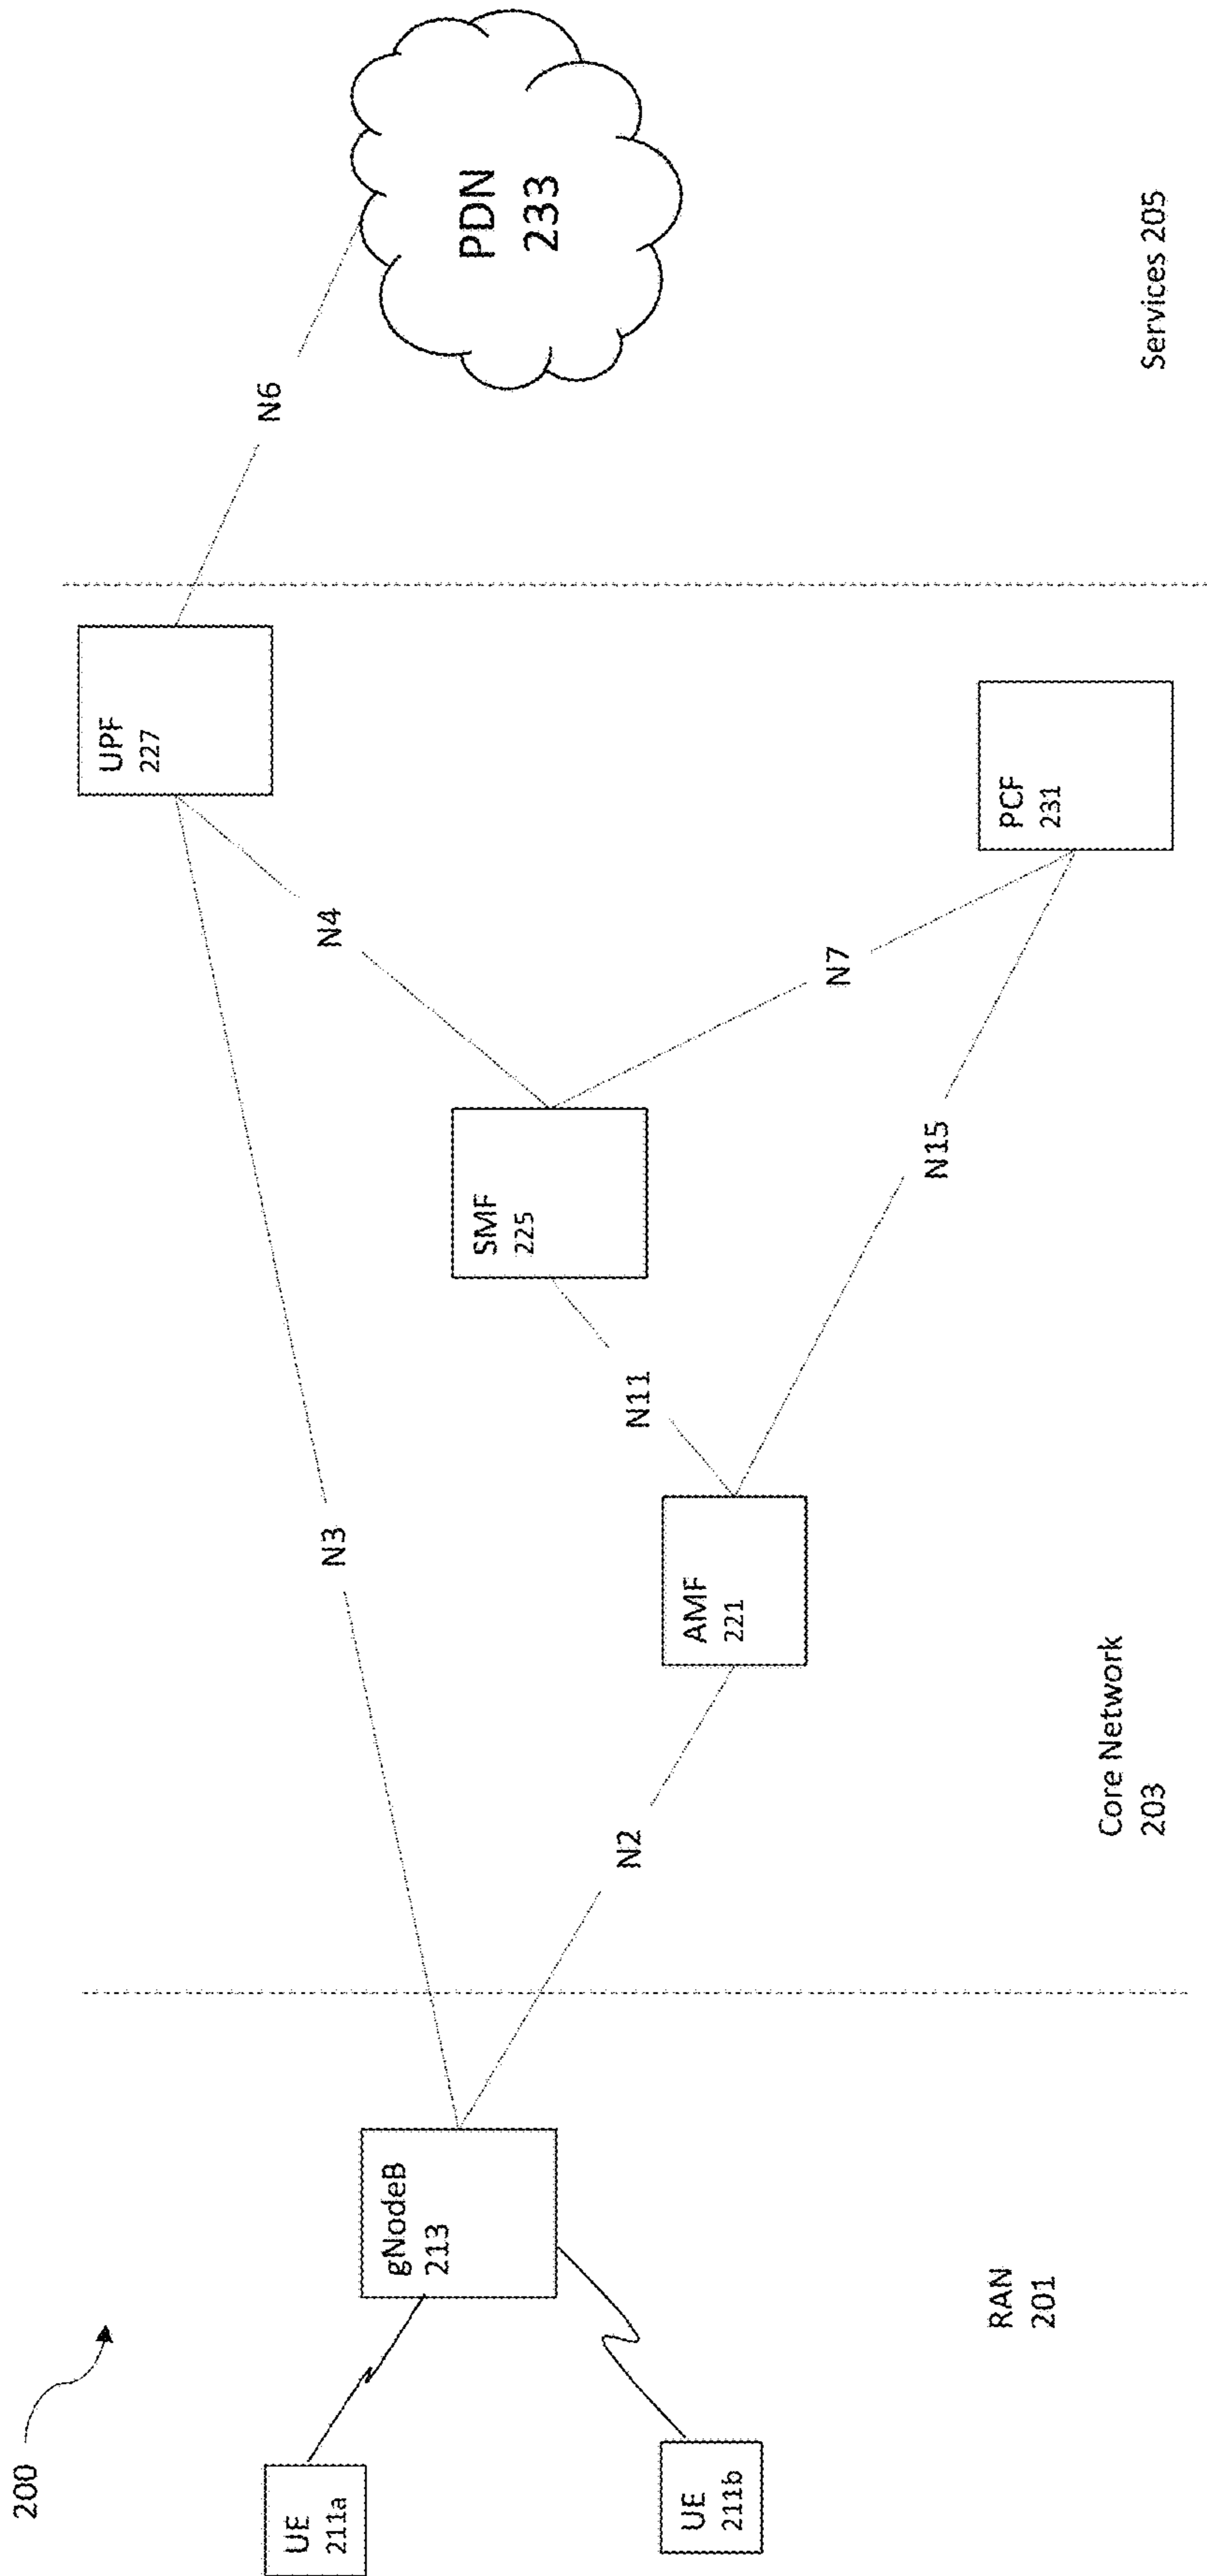 200
UE
211a
UE
211b
gNodeB
213
RAN
201
N3
N2
AMF
221
N11
SMF
225
N4
N7
N15
UPF
227
PCF
231
Core Network
203
N6
PDN
233
Services 205